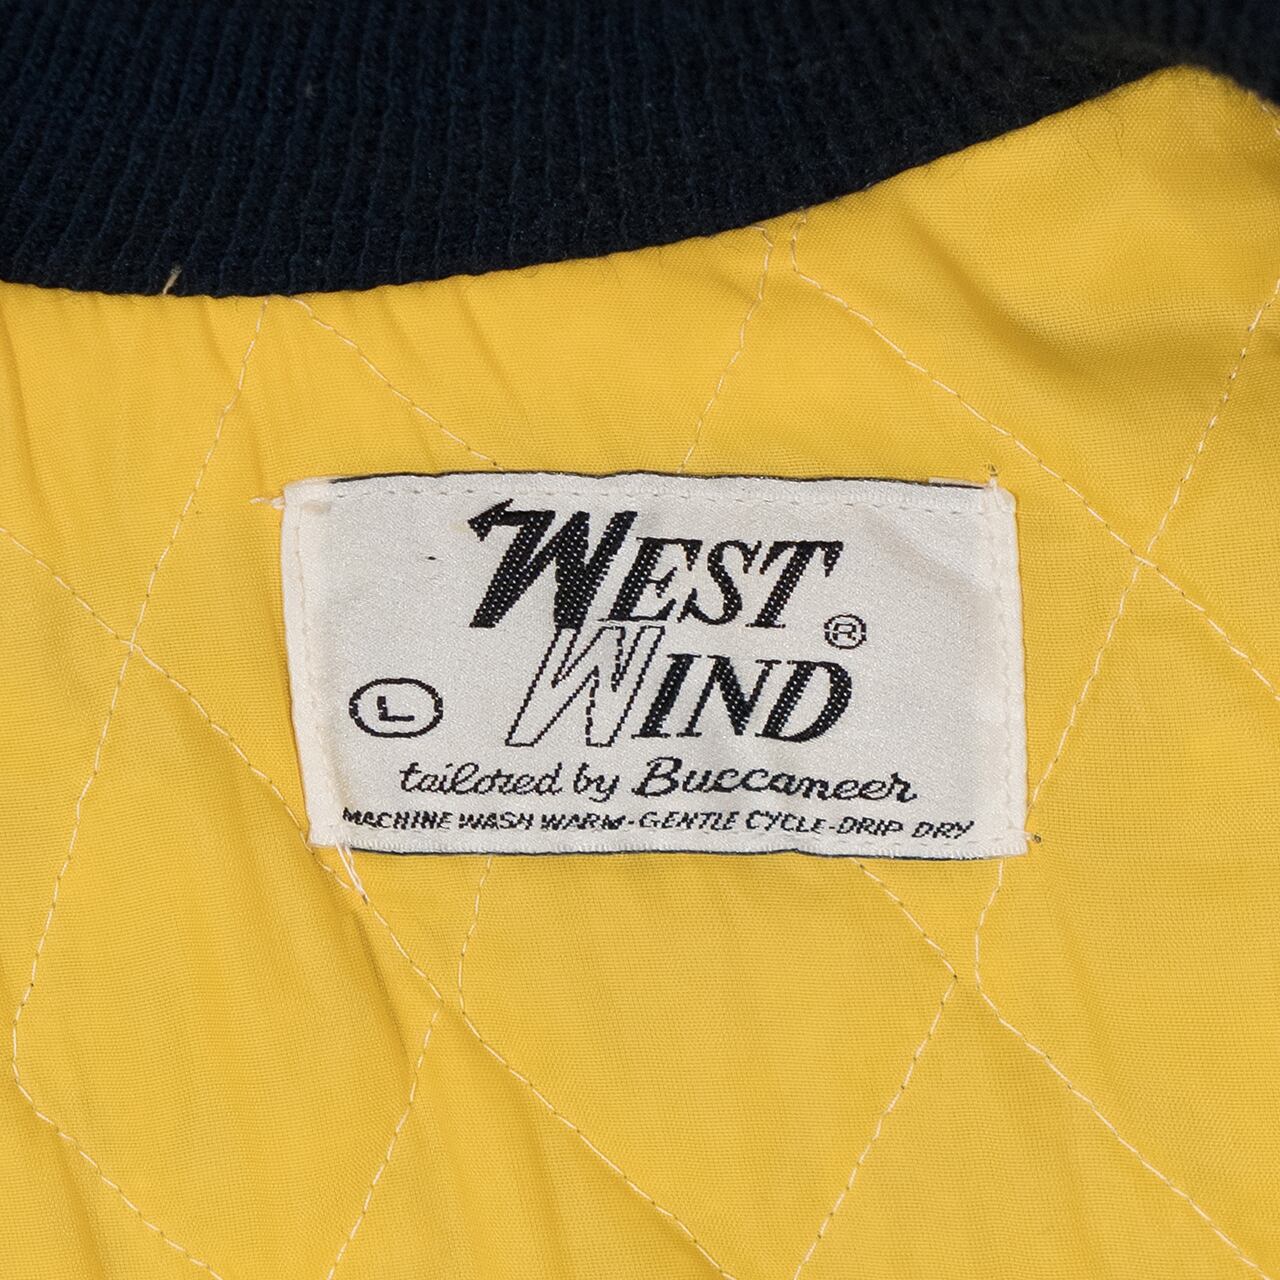 WEST
WIND ®
L
tailored by Buccaneer
MACHINE WASH WARM-GENTLE CYCLE-DRIP DRY